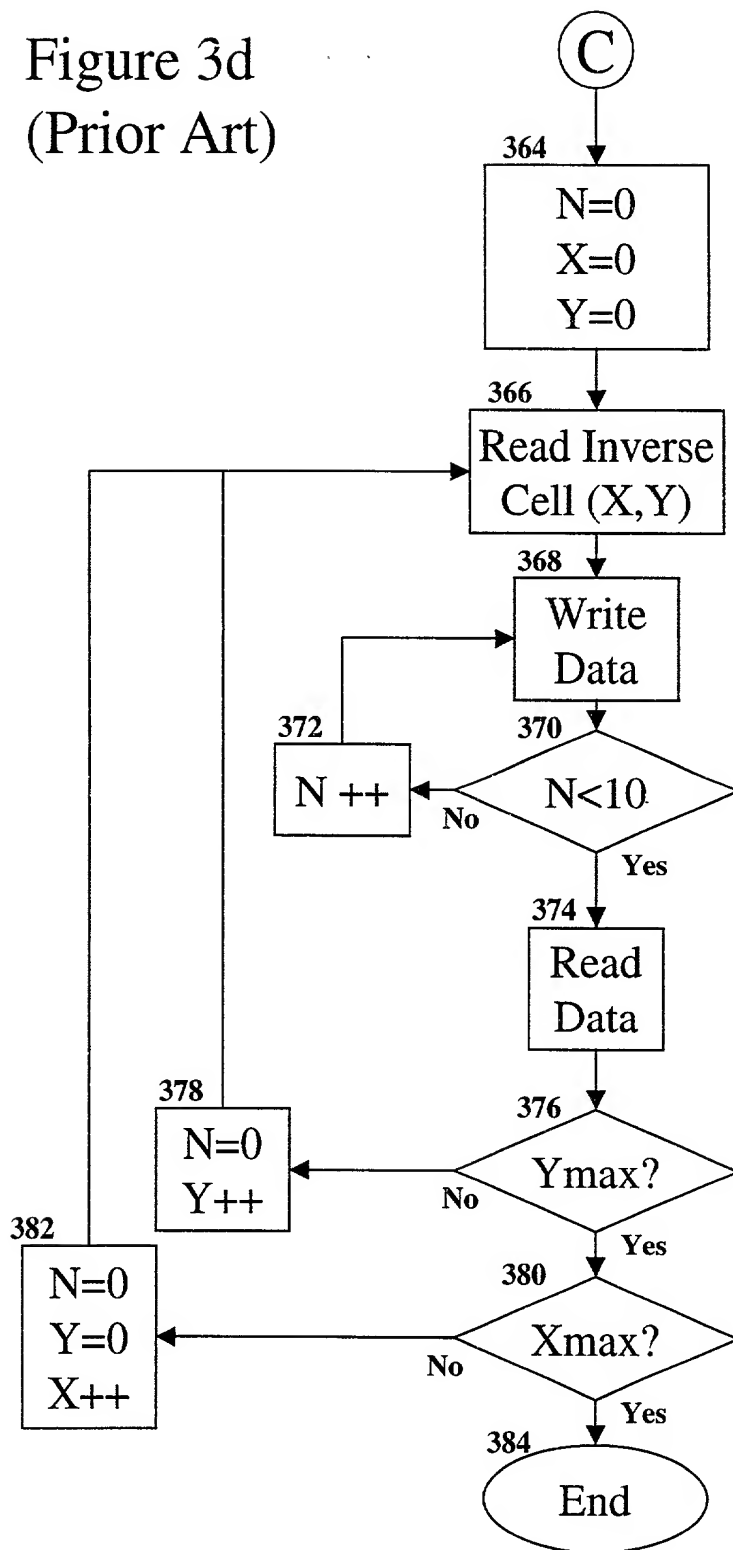 Figure 3d
(Prior Art)
C
364
N=0
X=0
Y=0
366
Read Inverse
Cell (X,Y)
368
Write
Data
372
N ++
370
N<10
No
Yes
374
Read
Data
378
N=0
Y++
376
Ymax?
No
Yes
382
N=0
Y=0
X++
380
Xmax?
No
Yes
384
End